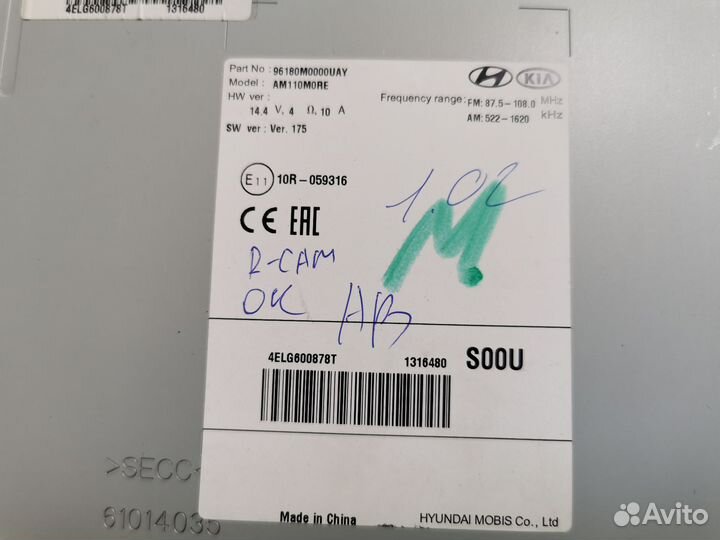 4ELG600878T 1316480
Part No : 96180M0000UAY
Model : AM110M0RE
HW ver :
14.4 V, 4 Ω, 10 A
SW ver : Ver. 175
HYUNDAI KIA
Frequency range: FM: 87.5-108.0 MHz
AM: 522-1620 kHz
E11 10R-059316
CE EAC
1.02
M
R-CAM
OK AB
4ELG600878T 1316480 S00U
>SECC<
61014035
Made in China HYUNDAI MOBIS Co., Ltd
Avito